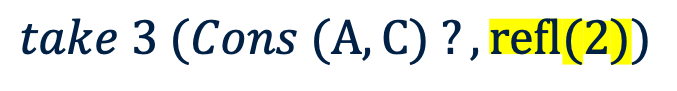 take 3 (Cons (A, C) ? , refl(2))